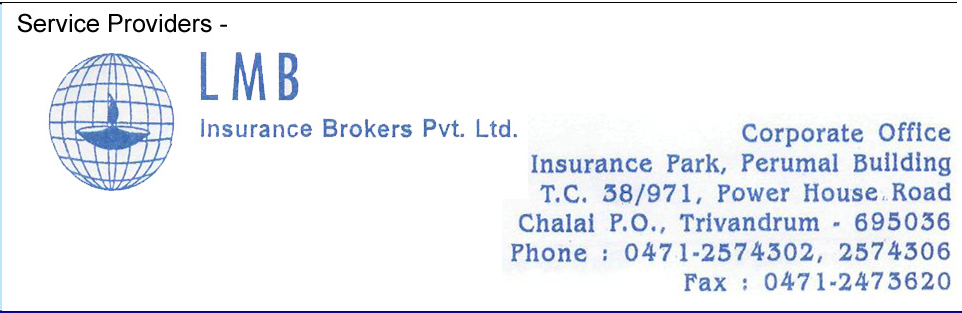 Service Providers -
LMB
Insurance Brokers Pvt. Ltd.
Corporate Office
Insurance Park, Perumal Building
T.C. 38/971, Power House Road
Chalai P.O., Trivandrum - 695036
Phone : 0471-2574302, 2574306
Fax : 0471-2473620